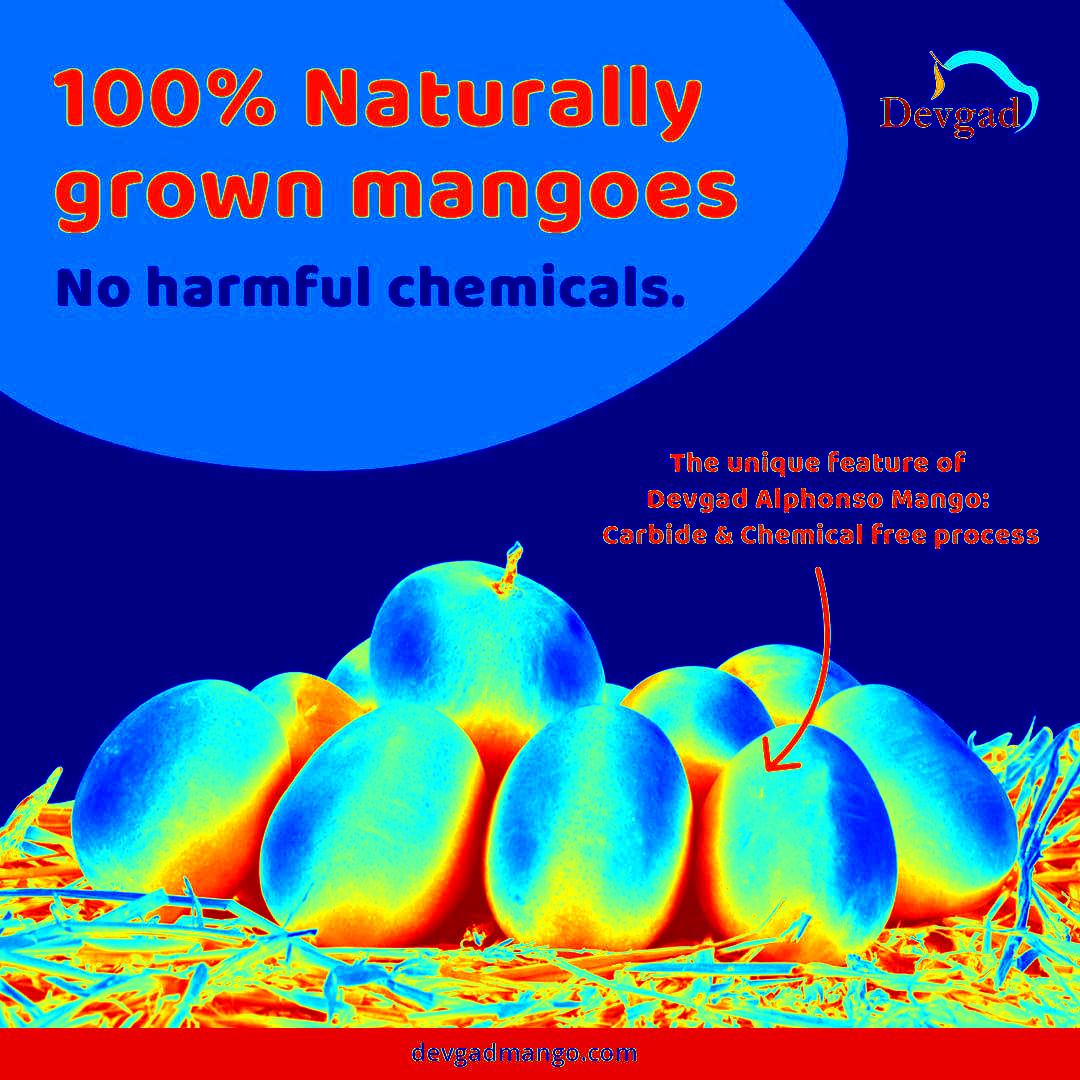 100% Naturally
grown mangoes
No harmful chemicals.
Devgad
The unique feature of
Devgad Alphonso Mango:
Carbide & Chemical free process
devgadmango.com